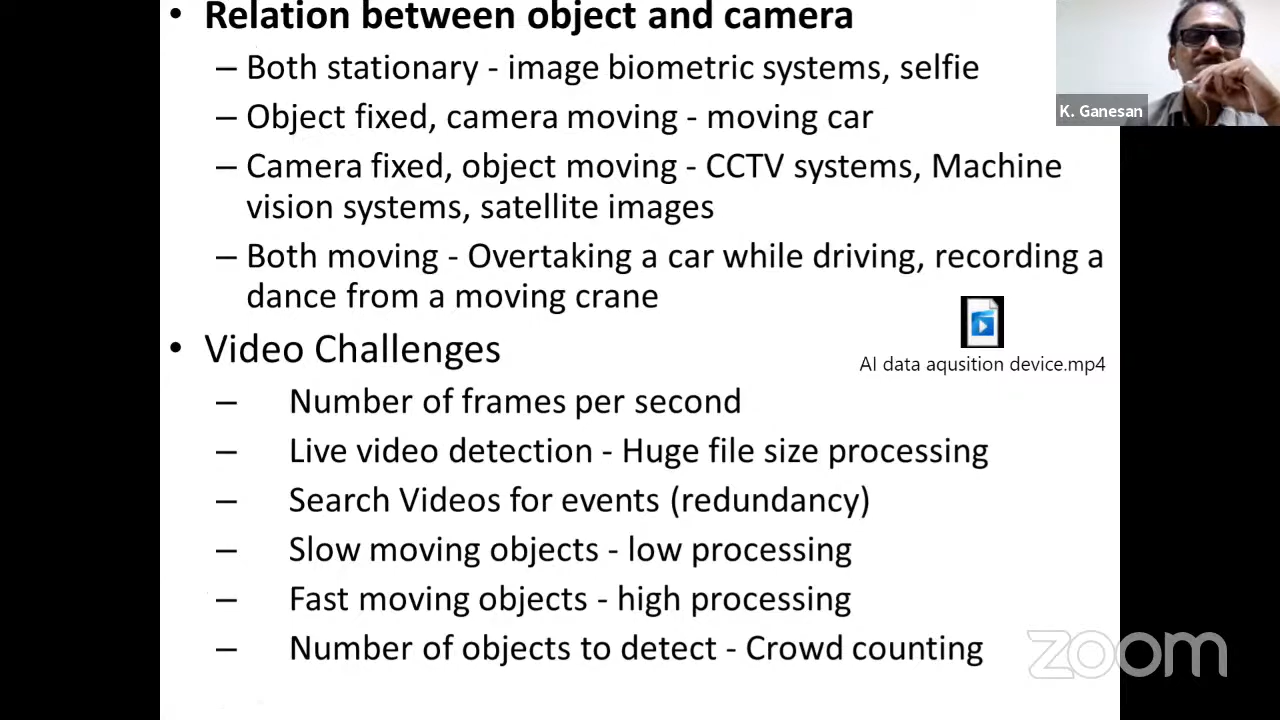 • Relation between object and camera
– Both stationary - image biometric systems, selfie
– Object fixed, camera moving - moving car
– Camera fixed, object moving - CCTV systems, Machine
vision systems, satellite images
– Both moving - Overtaking a car while driving, recording a
dance from a moving crane
• Video Challenges
– Number of frames per second
– Live video detection - Huge file size processing
– Search Videos for events (redundancy)
– Slow moving objects - low processing
– Fast moving objects - high processing
– Number of objects to detect - Crowd counting
AI data aqusition device.mp4
K. Ganesan
zoom